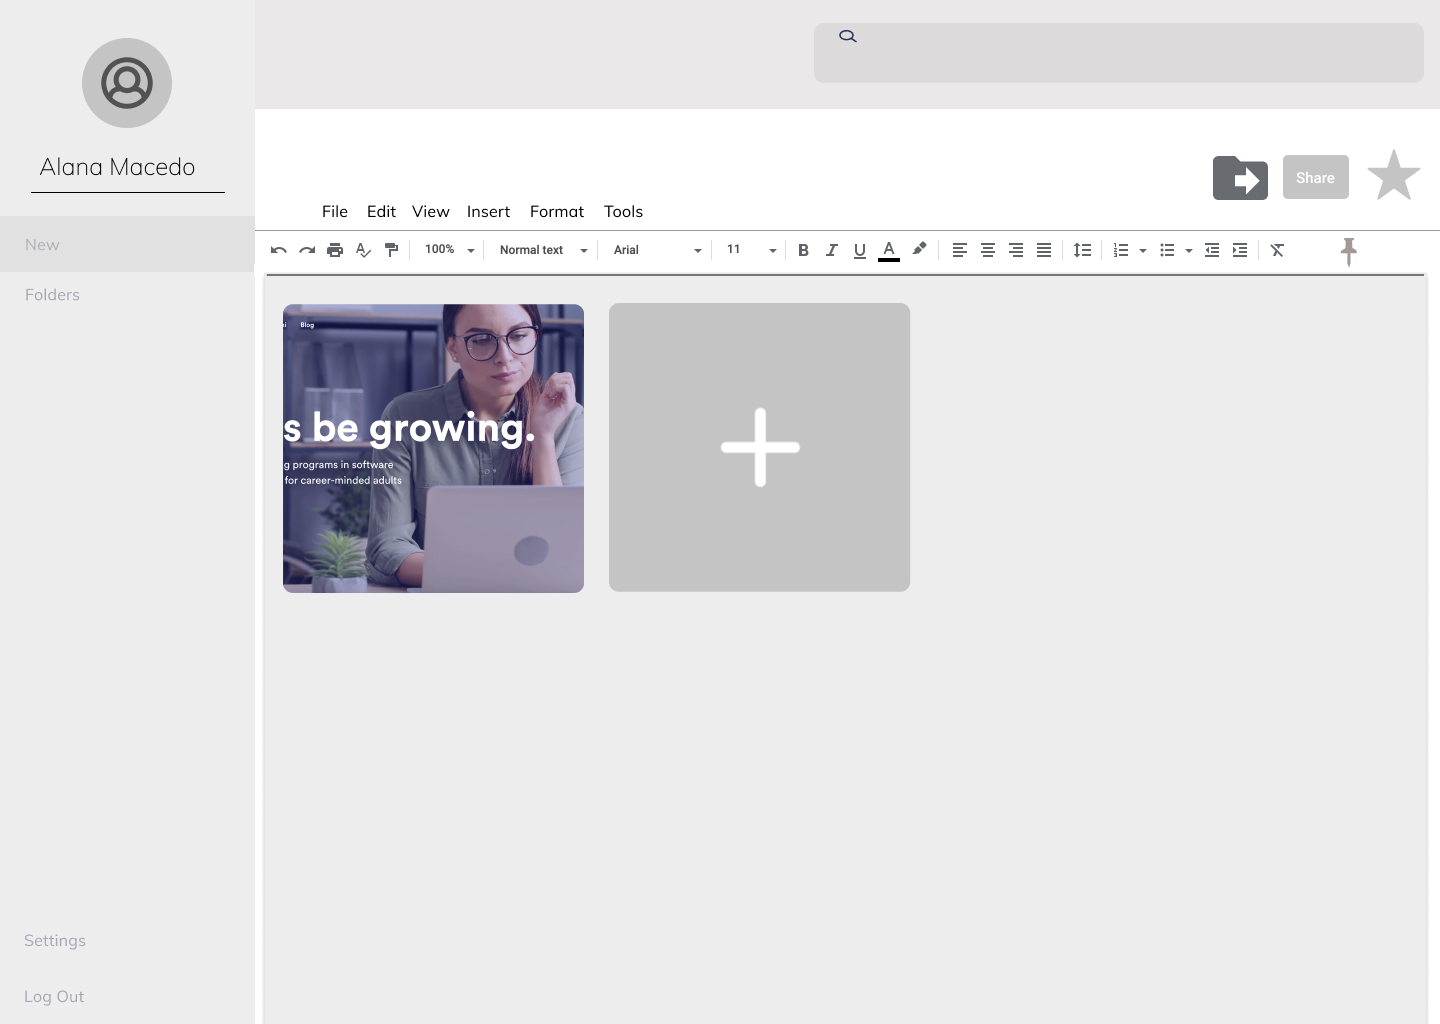 Alana Macedo
New
Folders
Settings
Log Out
Share
File Edit View Insert Format Tools
100% Normal text Arial 11 B I U A
Blog
s be growing.
g programs in software
for career-minded adults